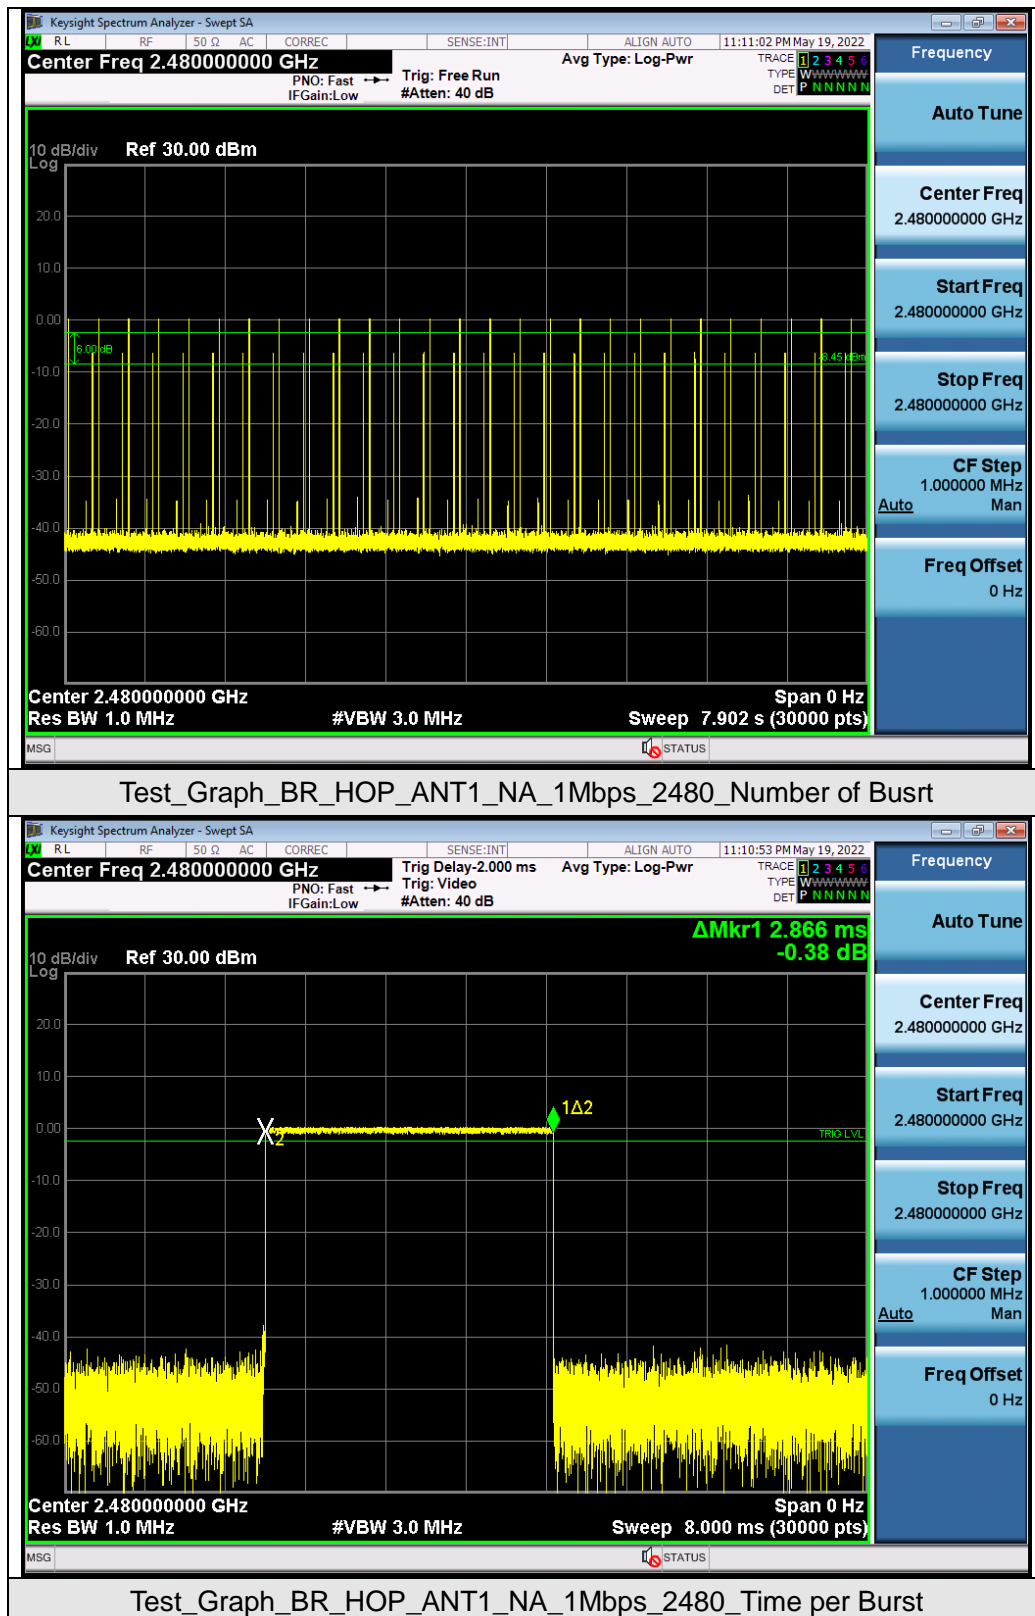 Keysight Spectrum Analyzer - Swept SA
LXI RL RF 50 Ω AC CORREC SENSE:INT ALIGN AUTO 11:11:02 PM May 19, 2022
Center Freq 2.480000000 GHz
PNO: Fast
IFGain:Low
Trig: Free Run
#Atten: 40 dB
Avg Type: Log-Pwr
TRACE 1 2 3 4 5 6
TYPE WWWWWW
DET P N N N N N
10 dB/div Ref 30.00 dBm
Log
20.0
10.0
0.00
6.00 dB
-8.45 dBm
-10.0
-20.0
-30.0
-40.0
-50.0
-60.0
Center 2.480000000 GHz Span 0 Hz
Res BW 1.0 MHz #VBW 3.0 MHz Sweep 7.902 s (30000 pts)
MSG STATUS
Frequency
Auto Tune
Center Freq
2.480000000 GHz
Start Freq
2.480000000 GHz
Stop Freq
2.480000000 GHz
CF Step
1.000000 MHz
Auto Man
Freq Offset
0 Hz
Test_Graph_BR_HOP_ANT1_NA_1Mbps_2480_Number of Busrt
Keysight Spectrum Analyzer - Swept SA
LXI RL RF 50 Ω AC CORREC SENSE:INT ALIGN AUTO 11:10:53 PM May 19, 2022
Center Freq 2.480000000 GHz
PNO: Fast
IFGain:Low
Trig Delay-2.000 ms
Trig: Video
#Atten: 40 dB
Avg Type: Log-Pwr
TRACE 1 2 3 4 5 6
TYPE WWWWWW
DET P N N N N N
ΔMkr1 2.866 ms
-0.38 dB
10 dB/div Ref 30.00 dBm
Log
20.0
10.0
1Δ2
0.00
X2
TRIG LVL
-10.0
-20.0
-30.0
-40.0
-50.0
-60.0
Center 2.480000000 GHz Span 0 Hz
Res BW 1.0 MHz #VBW 3.0 MHz Sweep 8.000 ms (30000 pts)
MSG STATUS
Frequency
Auto Tune
Center Freq
2.480000000 GHz
Start Freq
2.480000000 GHz
Stop Freq
2.480000000 GHz
CF Step
1.000000 MHz
Auto Man
Freq Offset
0 Hz
Test_Graph_BR_HOP_ANT1_NA_1Mbps_2480_Time per Burst